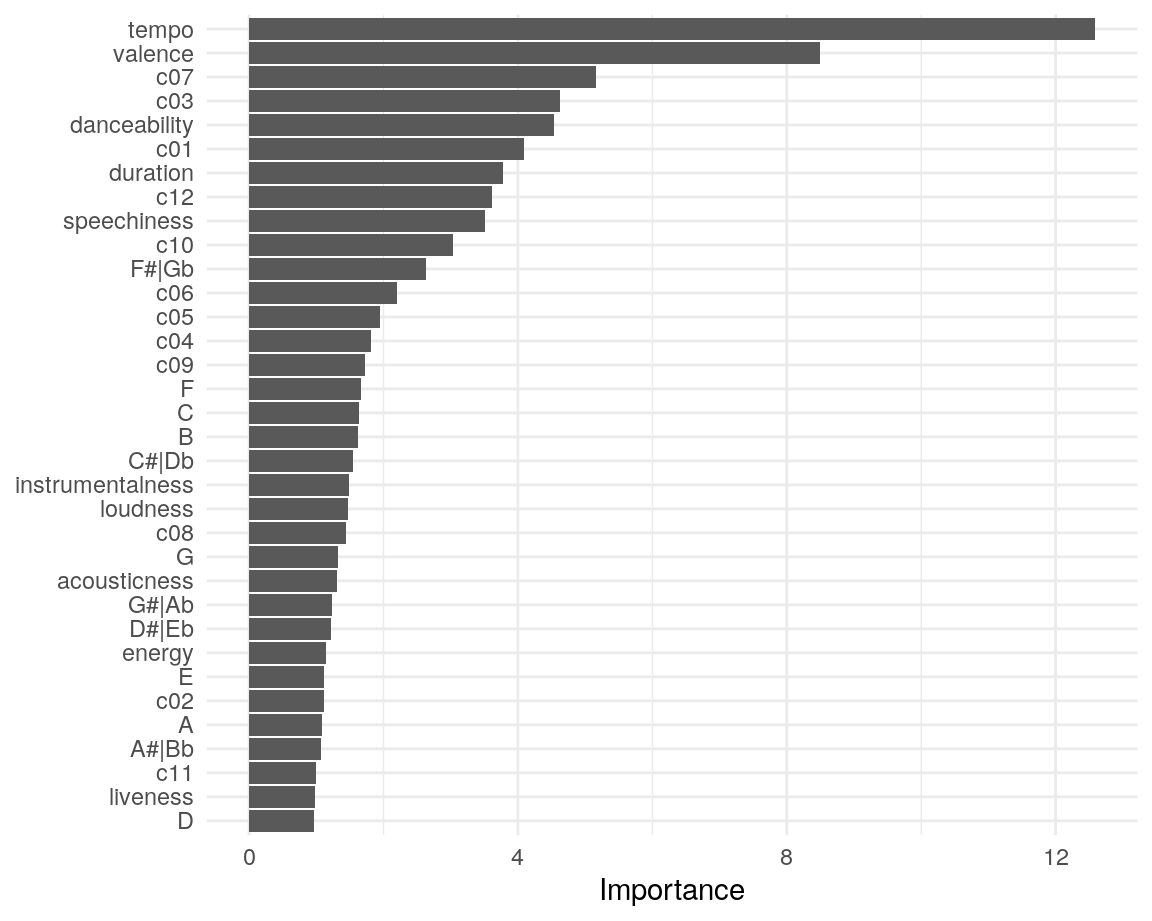 tempo
valence
c07
c03
danceability
c01
duration
c12
speechiness
c10
F#|Gb
c06
c05
c04
c09
F
C
B
C#|Db
instrumentalness
loudness
c08
G
acousticness
G#|Ab
D#|Eb
energy
E
c02
A
A#|Bb
c11
liveness
D
0 4 8 12
Importance